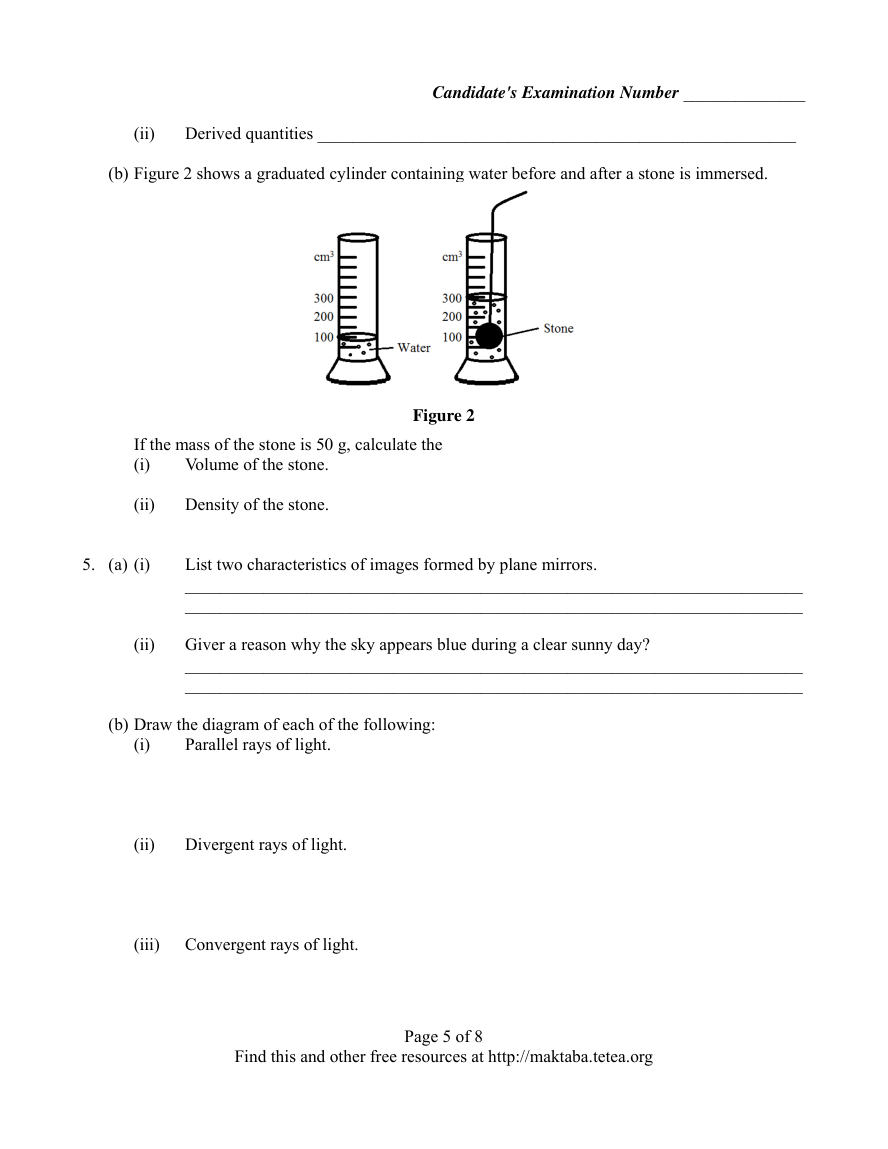 Candidate's Examination Number ______________
(ii) Derived quantities ______________________________________________________
(b) Figure 2 shows a graduated cylinder containing water before and after a stone is immersed.
cm³ cm³
300 300
200 200
Stone
100 100
Water
Figure 2
If the mass of the stone is 50 g, calculate the
(i) Volume of the stone.
(ii) Density of the stone.
5. (a) (i) List two characteristics of images formed by plane mirrors.
(ii) Giver a reason why the sky appears blue during a clear sunny day?
(b) Draw the diagram of each of the following:
(i) Parallel rays of light.
(ii) Divergent rays of light.
(iii) Convergent rays of light.
Page 5 of 8
Find this and other free resources at http://maktaba.tetea.org